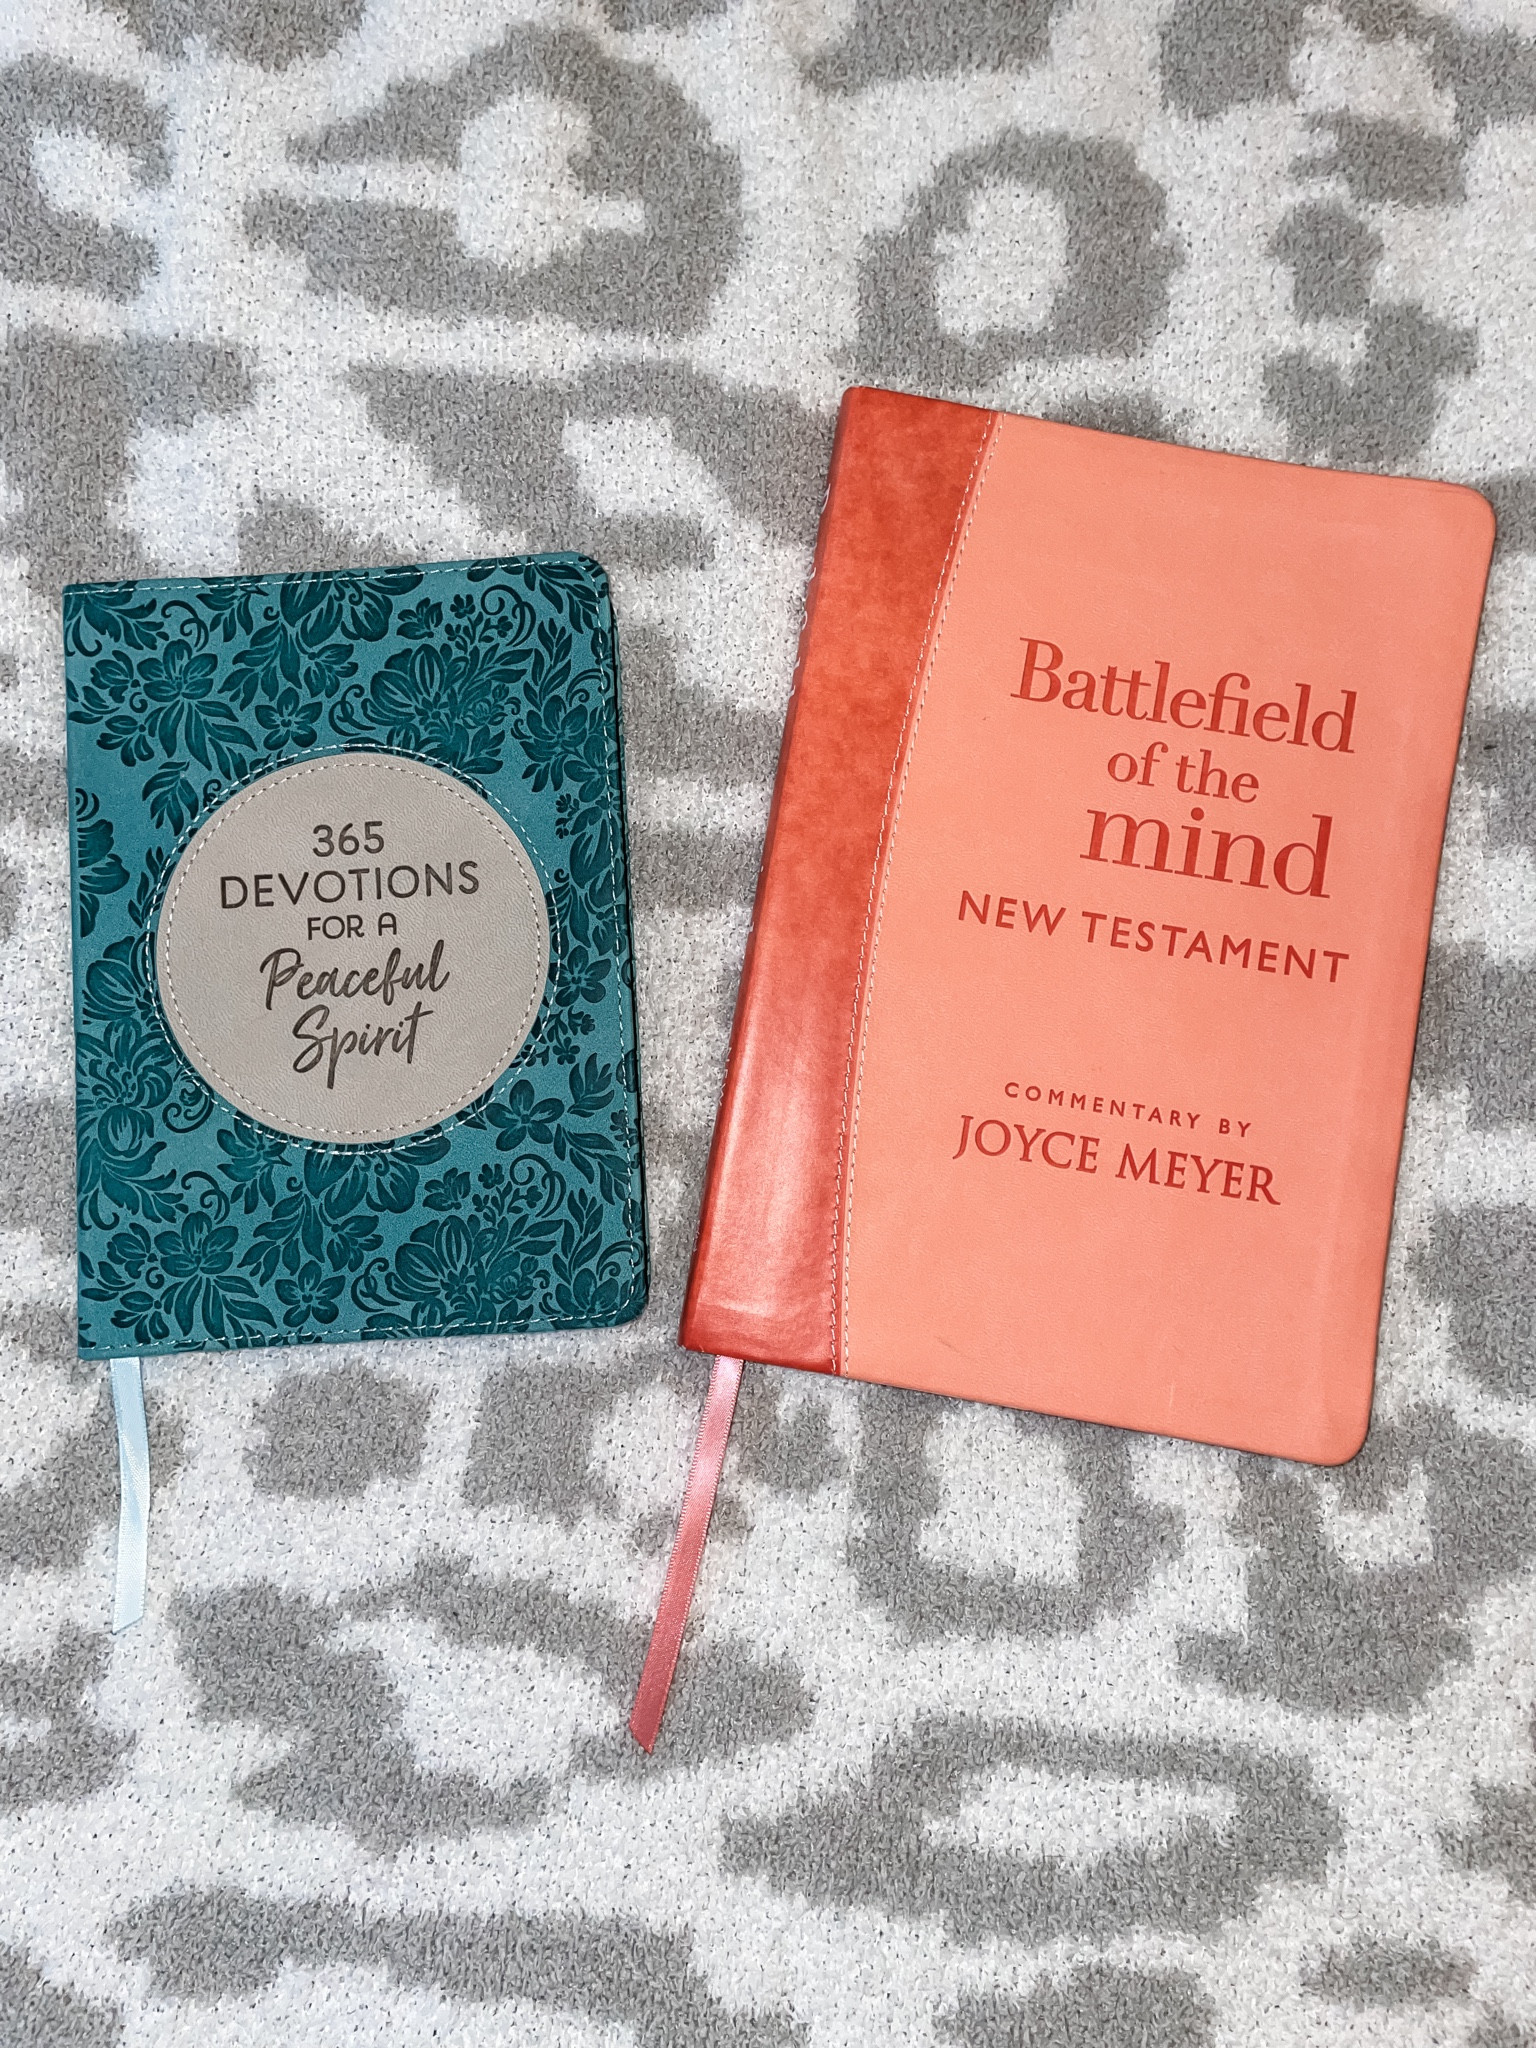 365
DEVOTIONS
FOR A
Peaceful
Spirit
Battlefield
of the
mind
NEW TESTAMENT
COMMENTARY BY
JOYCE MEYER